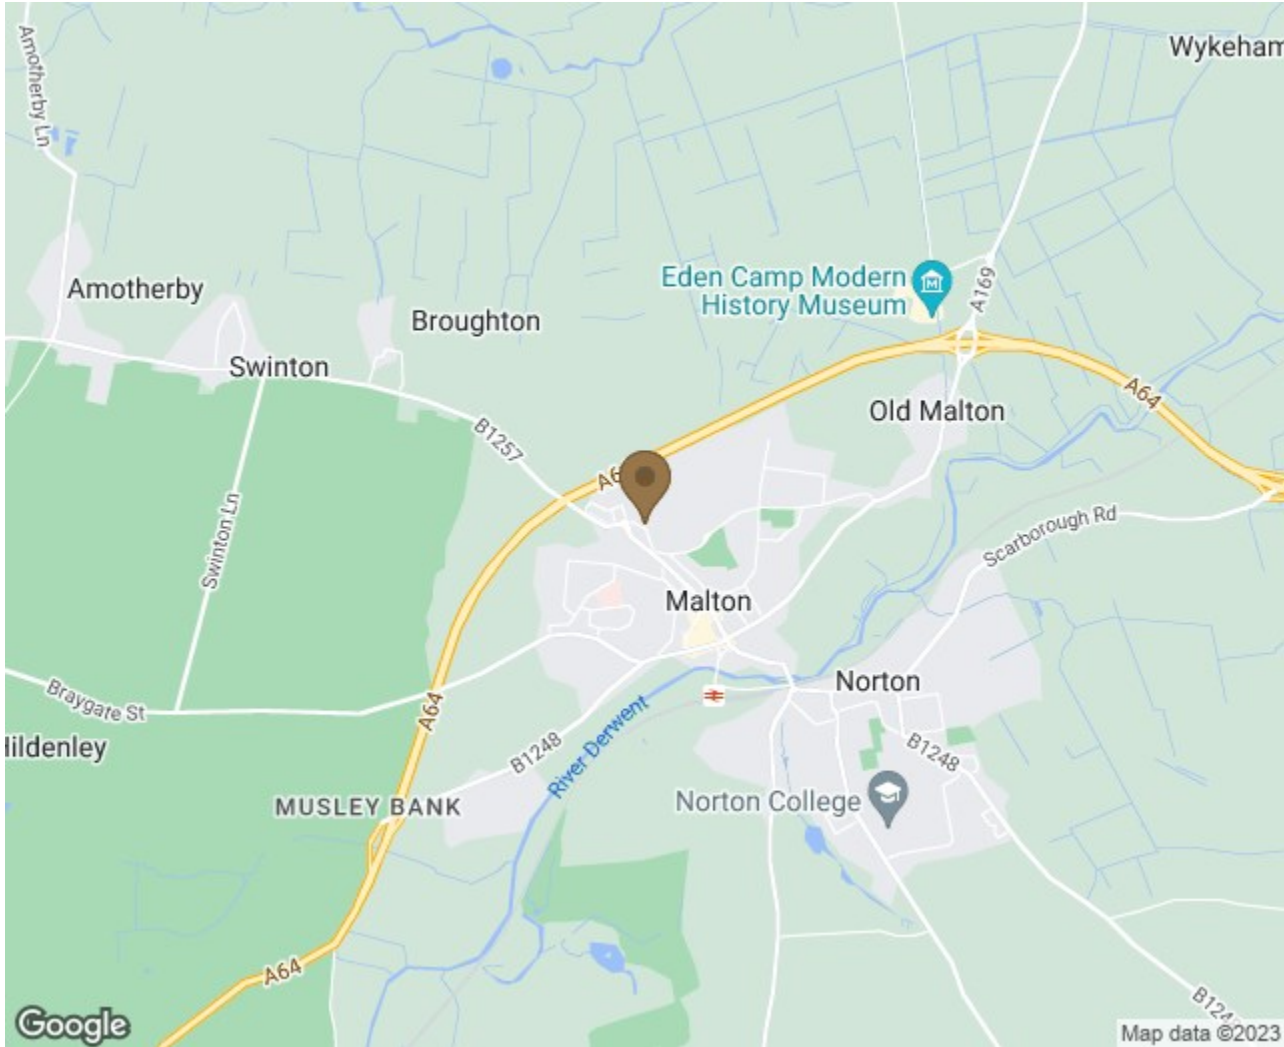 Wykeham
Amotherby Ln
Eden Camp Modern
History Museum
A169
Amotherby
Broughton
Swinton
A64
Old Malton
B1257
Scarborough Rd
Swinton Ln
Malton
Norton
Braygate St
A64
River Derwent
B1248
B1248
Hildenley
MUSLEY BANK
Norton College
A64
Google
Map data ©2023